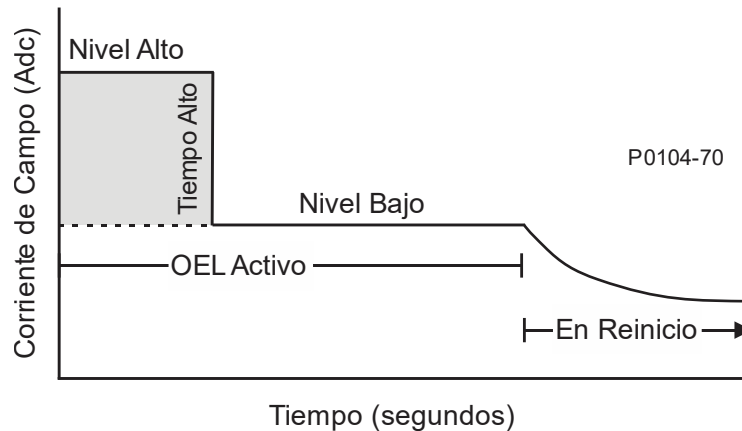 Nivel Alto
Tiempo Alto
P0104-70
Nivel Bajo
OEL Activo
En Reinicio
Corriente de Campo (Adc)
Tiempo (segundos)